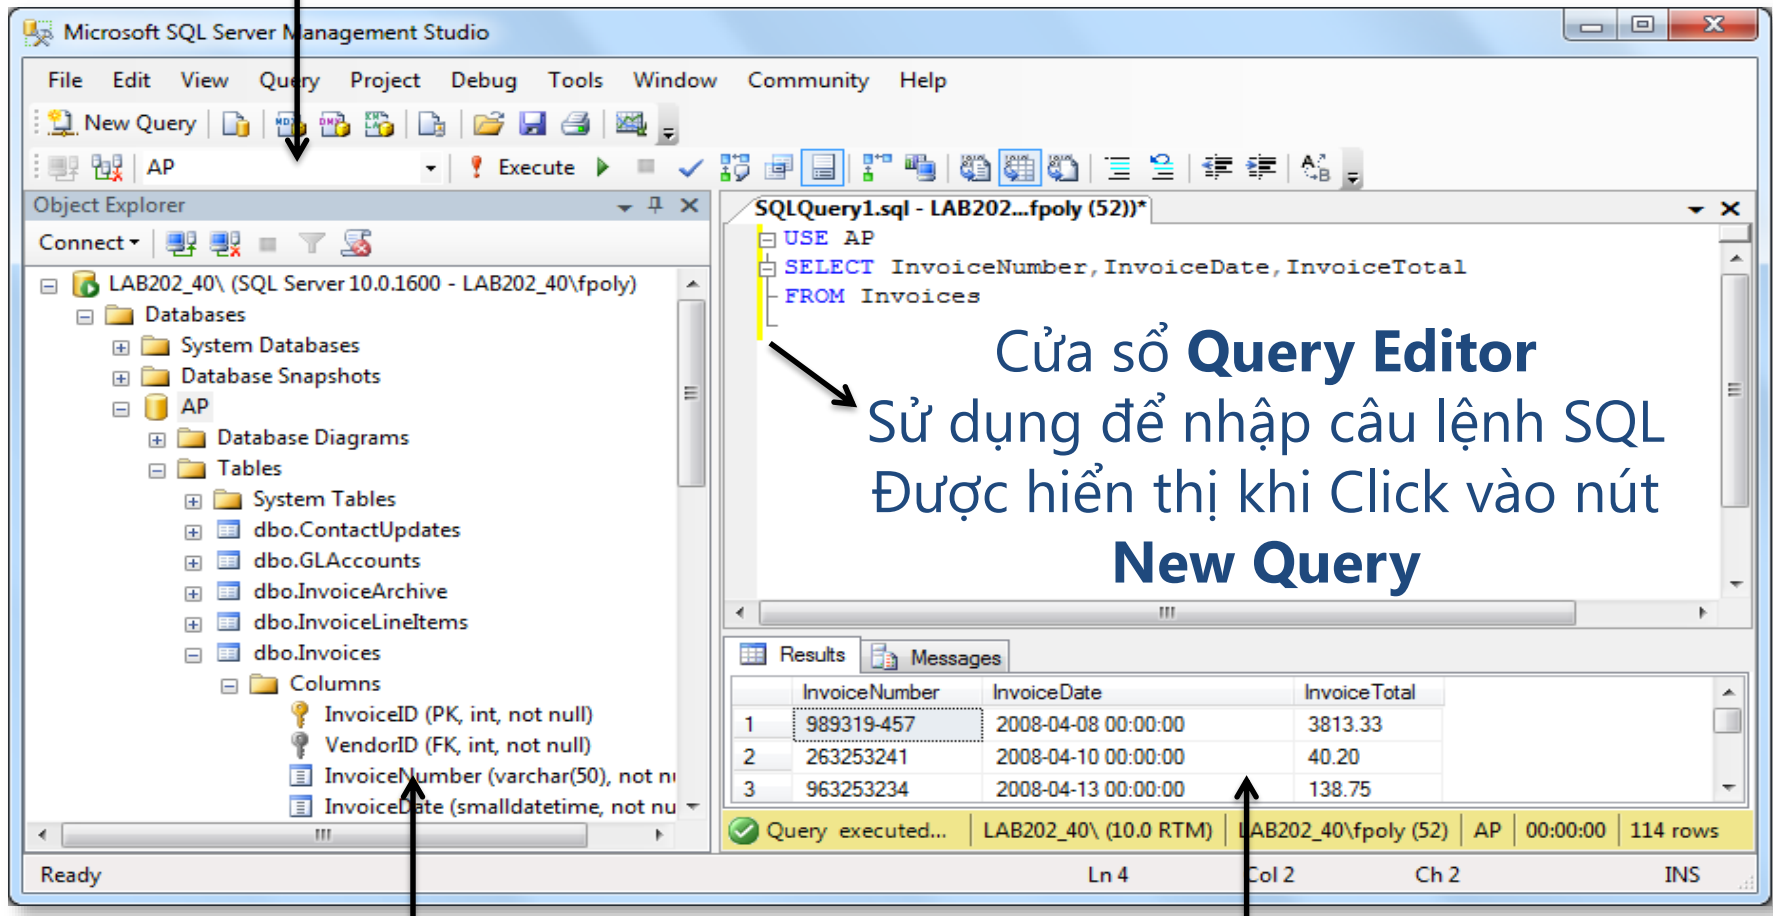 Microsoft SQL Server Management Studio
File Edit View Query Project Debug Tools Window Community Help
New Query
AP Execute
Object Explorer
Connect
LAB202_40\ (SQL Server 10.0.1600 - LAB202_40\fpoly)
Databases
System Databases
Database Snapshots
AP
Database Diagrams
Tables
System Tables
dbo.ContactUpdates
dbo.GLAccounts
dbo.InvoiceArchive
dbo.InvoiceLineItems
dbo.Invoices
Columns
InvoiceID (PK, int, not null)
VendorID (FK, int, not null)
InvoiceNumber (varchar(50), not nu
InvoiceDate (smalldatetime, not nu
SQLQuery1.sql - LAB202...fpoly (52))*
USE AP
SELECT InvoiceNumber,InvoiceDate,InvoiceTotal
FROM Invoices
Cửa sổ Query Editor
Sử dụng để nhập câu lệnh SQL
Được hiển thị khi Click vào nút
New Query
Results Messages
InvoiceNumber InvoiceDate InvoiceTotal
1 989319-457 2008-04-08 00:00:00 3813.33
2 263253241 2008-04-10 00:00:00 40.20
3 963253234 2008-04-13 00:00:00 138.75
Query executed... LAB202_40\ (10.0 RTM) LAB202_40\fpoly (52) AP 00:00:00 114 rows
Ready Ln 4 Col 2 Ch 2 INS